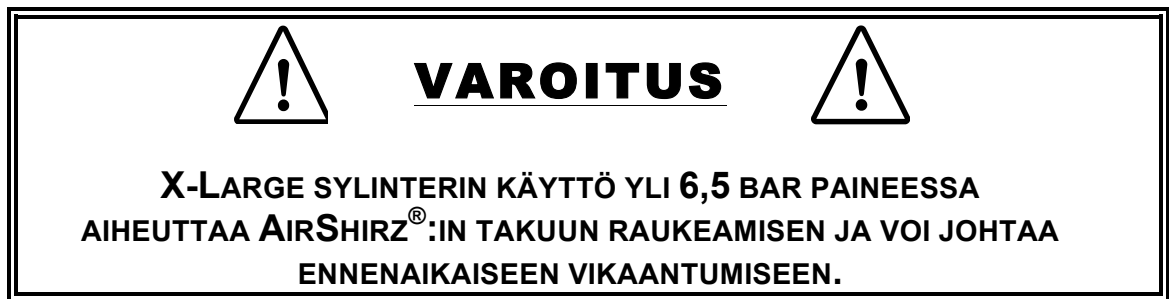 VAROITUS
X-LARGE SYLINTERIN KÄYTTÖ YLI 6,5 BAR PAINEESSA
AIHEUTTAA AIRSHIRZ®:IN TAKUUN RAUKEAMISEN JA VOI JOHTAA
ENNENAIKAISEEN VIKAANTUMISEEN.